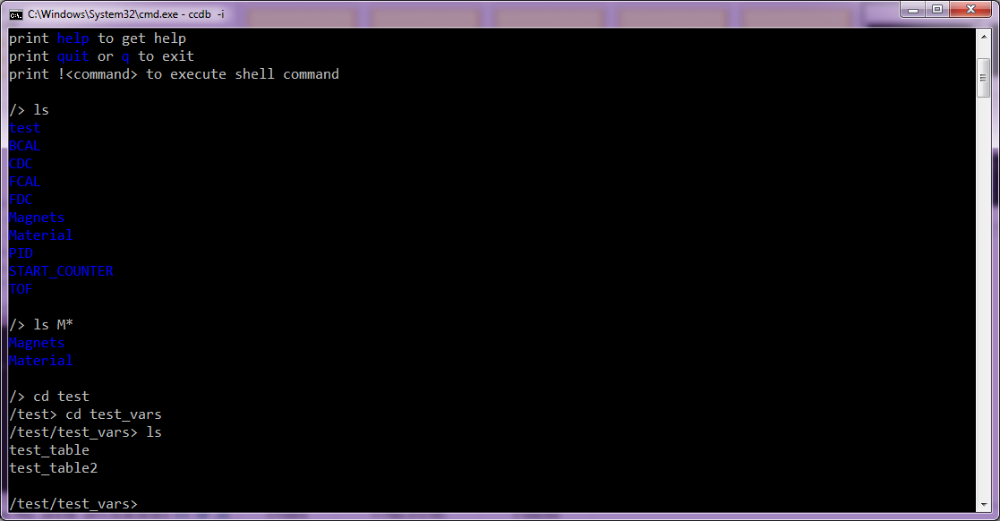 C:\Windows\System32\cmd.exe - ccdb -i
print help to get help
print quit or q to exit
print !<command> to execute shell command
/> ls
test
BCAL
CDC
FCAL
FDC
Magnets
Material
PID
START_COUNTER
TOF
/> ls M*
Magnets
Material
/> cd test
/test> cd test_vars
/test/test_vars> ls
test_table
test_table2
/test/test_vars>